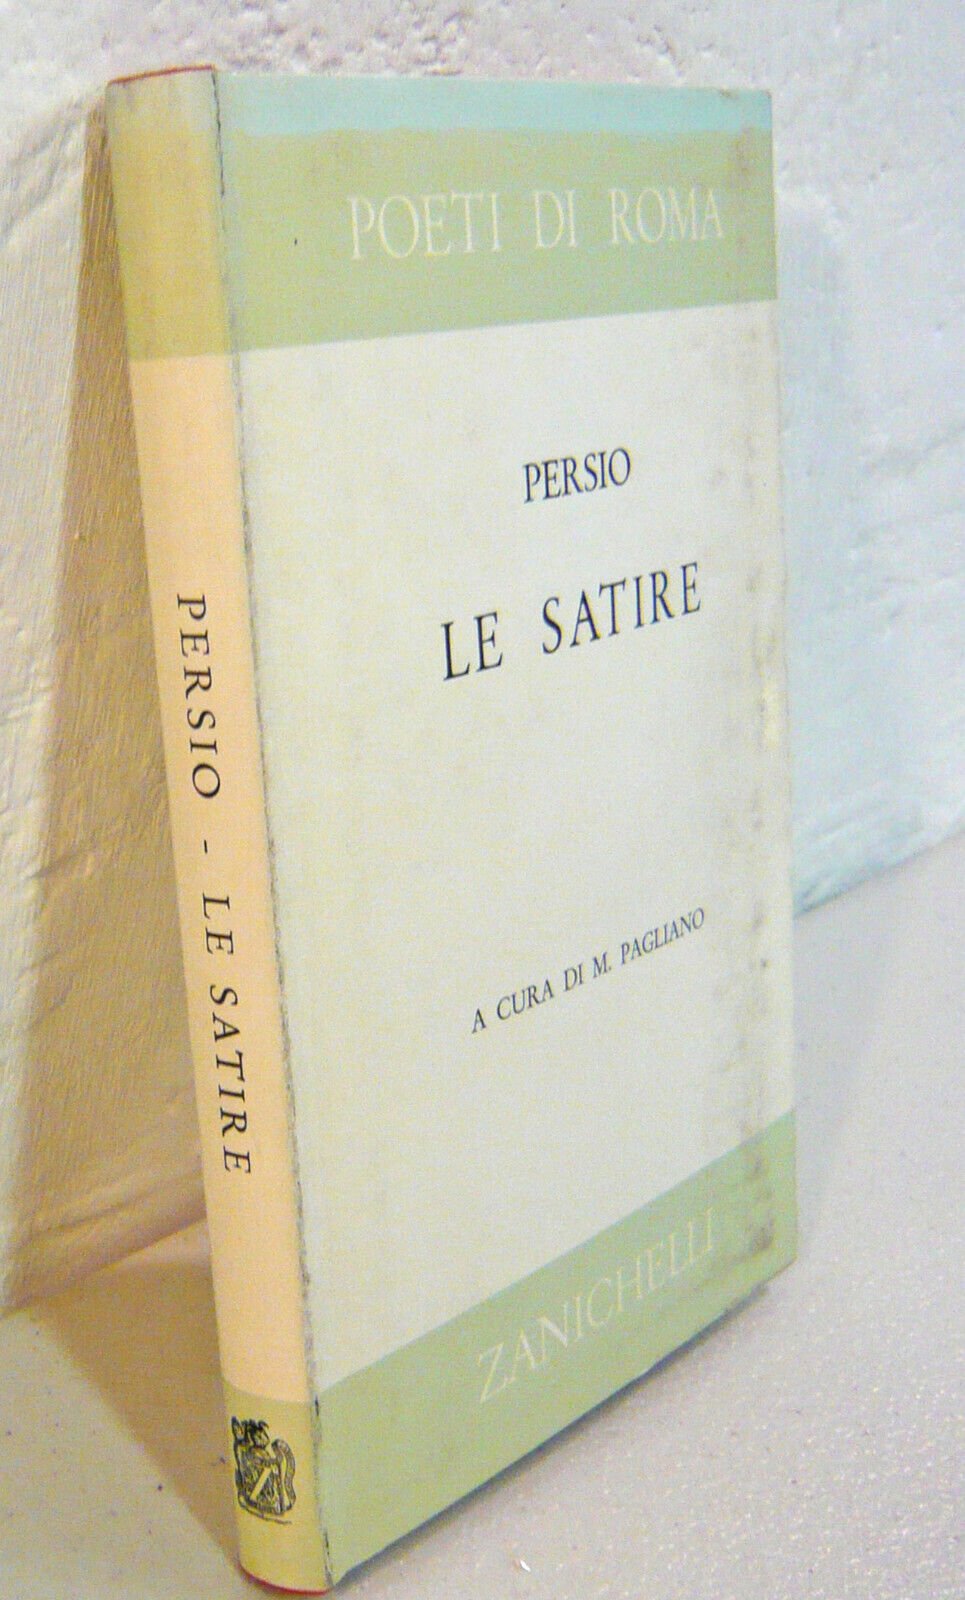 POETI DI ROMA
PERSIO
LE SATIRE
A CURA DI M. PAGLIANO
ZANICHELLI
PERSIO - LE SATIRE